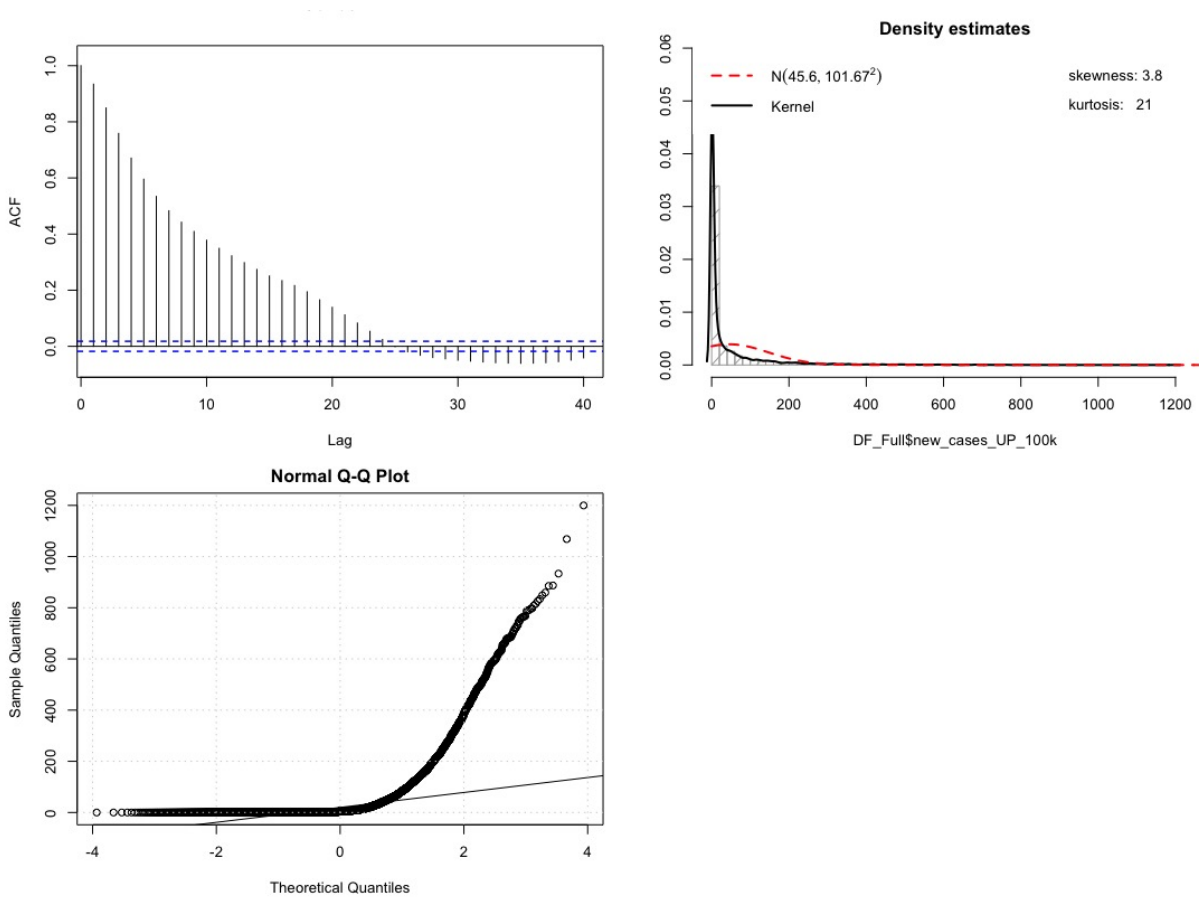 ACF
1.0
0.8
0.6
0.4
0.2
0.0
0 10 20 30 40
Lag
Density estimates
0.06
0.05
0.04
0.03
0.02
0.01
0.00
N(45.6, 101.67²)
Kernel
skewness: 3.8
kurtosis: 21
0 200 400 600 800 1000 1200
DF_Full$new_cases_UP_100k
Normal Q-Q Plot
Sample Quantiles
1200
1000
800
600
400
200
0
-4 -2 0 2 4
Theoretical Quantiles